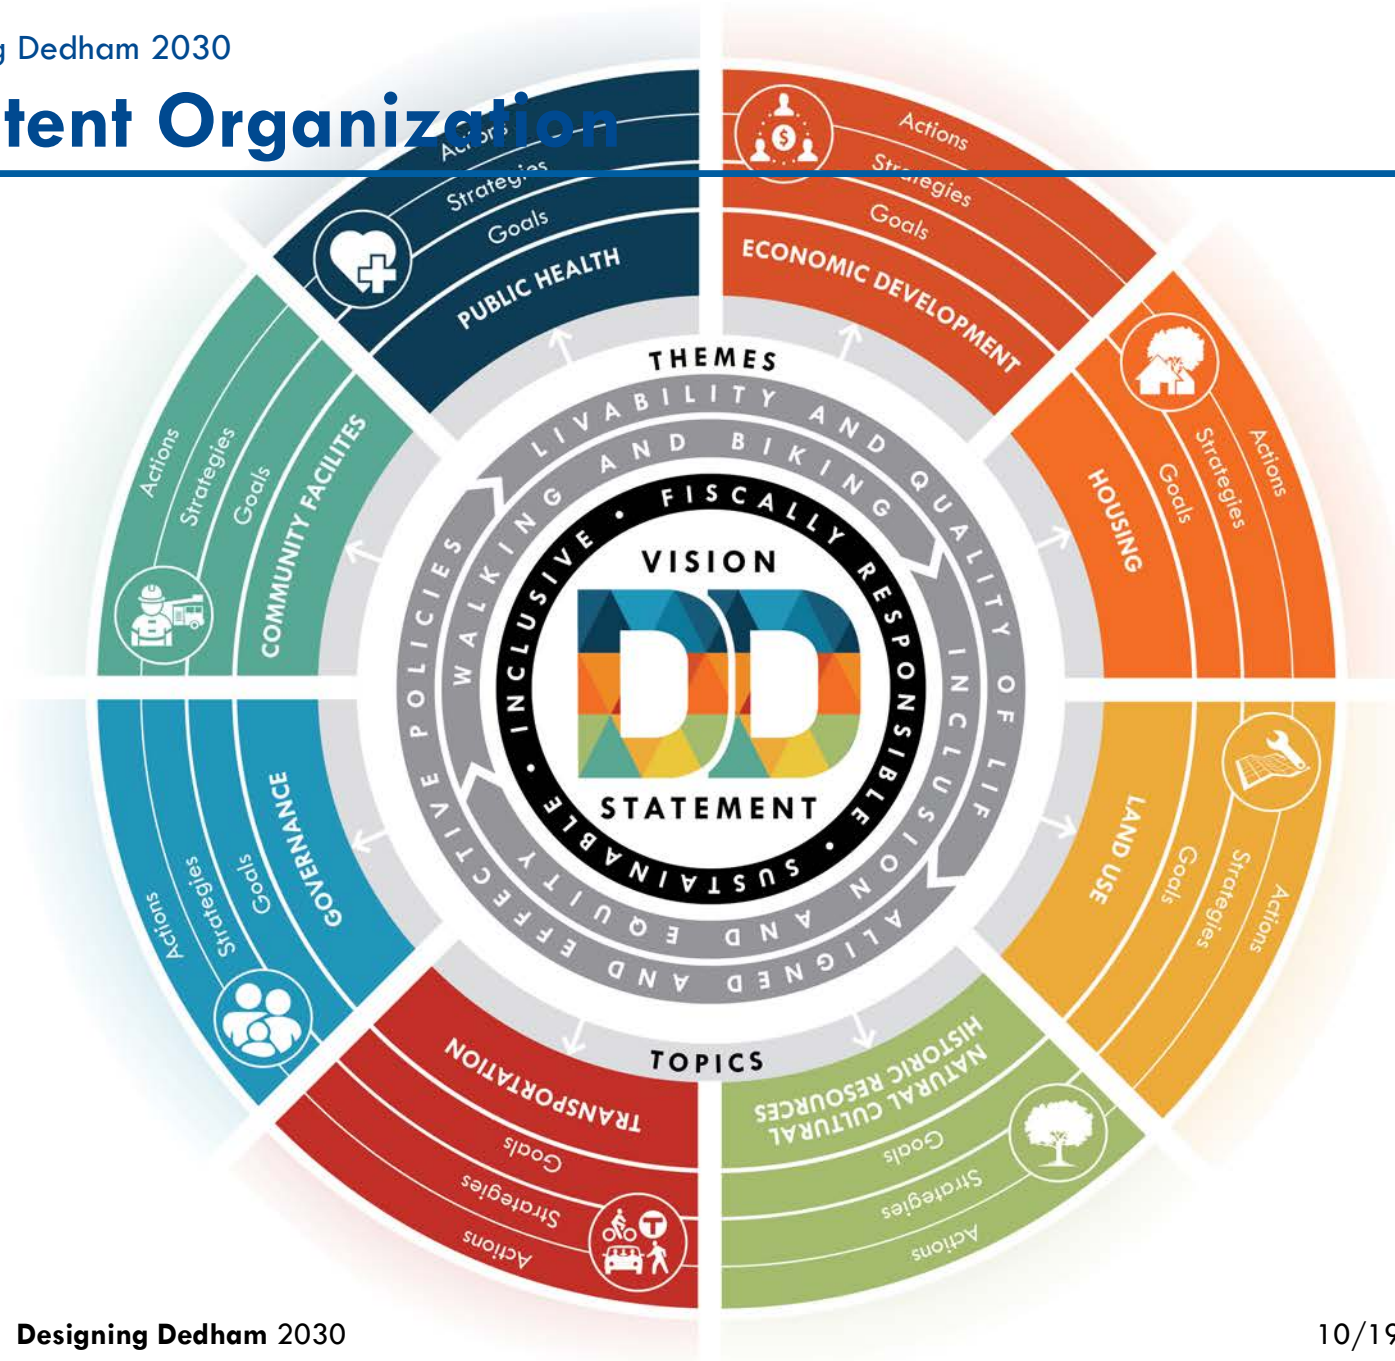 g Dedham 2030
tent Organization
Actions
Strategies
Goals
PUBLIC HEALTH
Actions
Strategies
Goals
ECONOMIC DEVELOPMENT
Actions
Strategies
Goals
HOUSING
Actions
Strategies
Goals
LAND USE
NATURAL CULTURAL
HISTORIC RESOURCES
Goals
Strategies
Actions
TRANSPORTATION
Goals
Strategies
Actions
GOVERNANCE
Goals
Strategies
Actions
COMMUNITY FACILITES
Goals
Strategies
Actions
THEMES
LIVABILITY AND QUALITY OF LIF
ALIGNED AND EFFECTIVE POLICIES
WALKING AND BIKING
INCLUSION AND EQUITY
INCLUSIVE • FISCALLY RESPONSIBLE • SUSTAINABLE •
VISION
DD
STATEMENT
TOPICS
T
$
Designing Dedham 2030
10/19